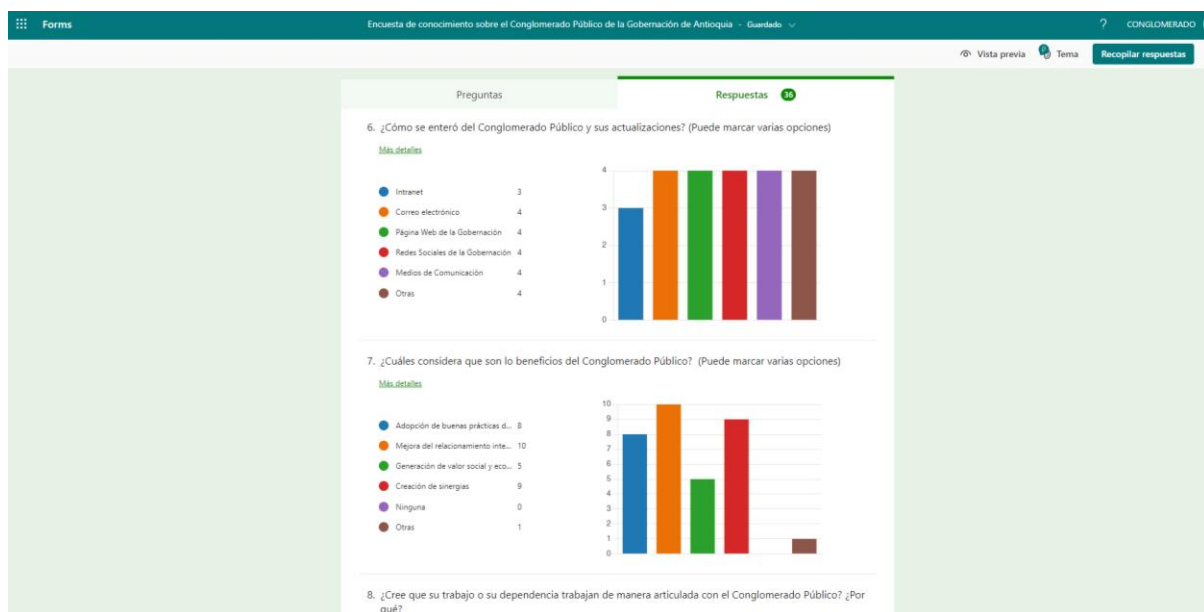 Forms
Encuesta de conocimiento sobre el Conglomerado Público de la Gobernación de Antioquia - Guardado
? CONGLOMERADO
Vista previa
Tema
Recopilar respuestas
Preguntas
Respuestas 36
6. ¿Cómo se enteró del Conglomerado Público y sus actualizaciones? (Puede marcar varias opciones)
Más detalles
Intranet 3
Correo electrónico 4
Página Web de la Gobernación 4
Redes Sociales de la Gobernación 4
Medios de Comunicación 4
Otras 4
4
3
2
1
0
7. ¿Cuáles considera que son lo beneficios del Conglomerado Público? (Puede marcar varias opciones)
Más detalles
Adopción de buenas prácticas d... 8
Mejora del relacionamiento inte... 10
Generación de valor social y eco... 5
Creación de sinergias 9
Ninguna 0
Otras 1
10
9
8
7
6
5
4
3
2
1
0
8. ¿Cree que su trabajo o su dependencia trabajan de manera articulada con el Conglomerado Público? ¿Por
qué?